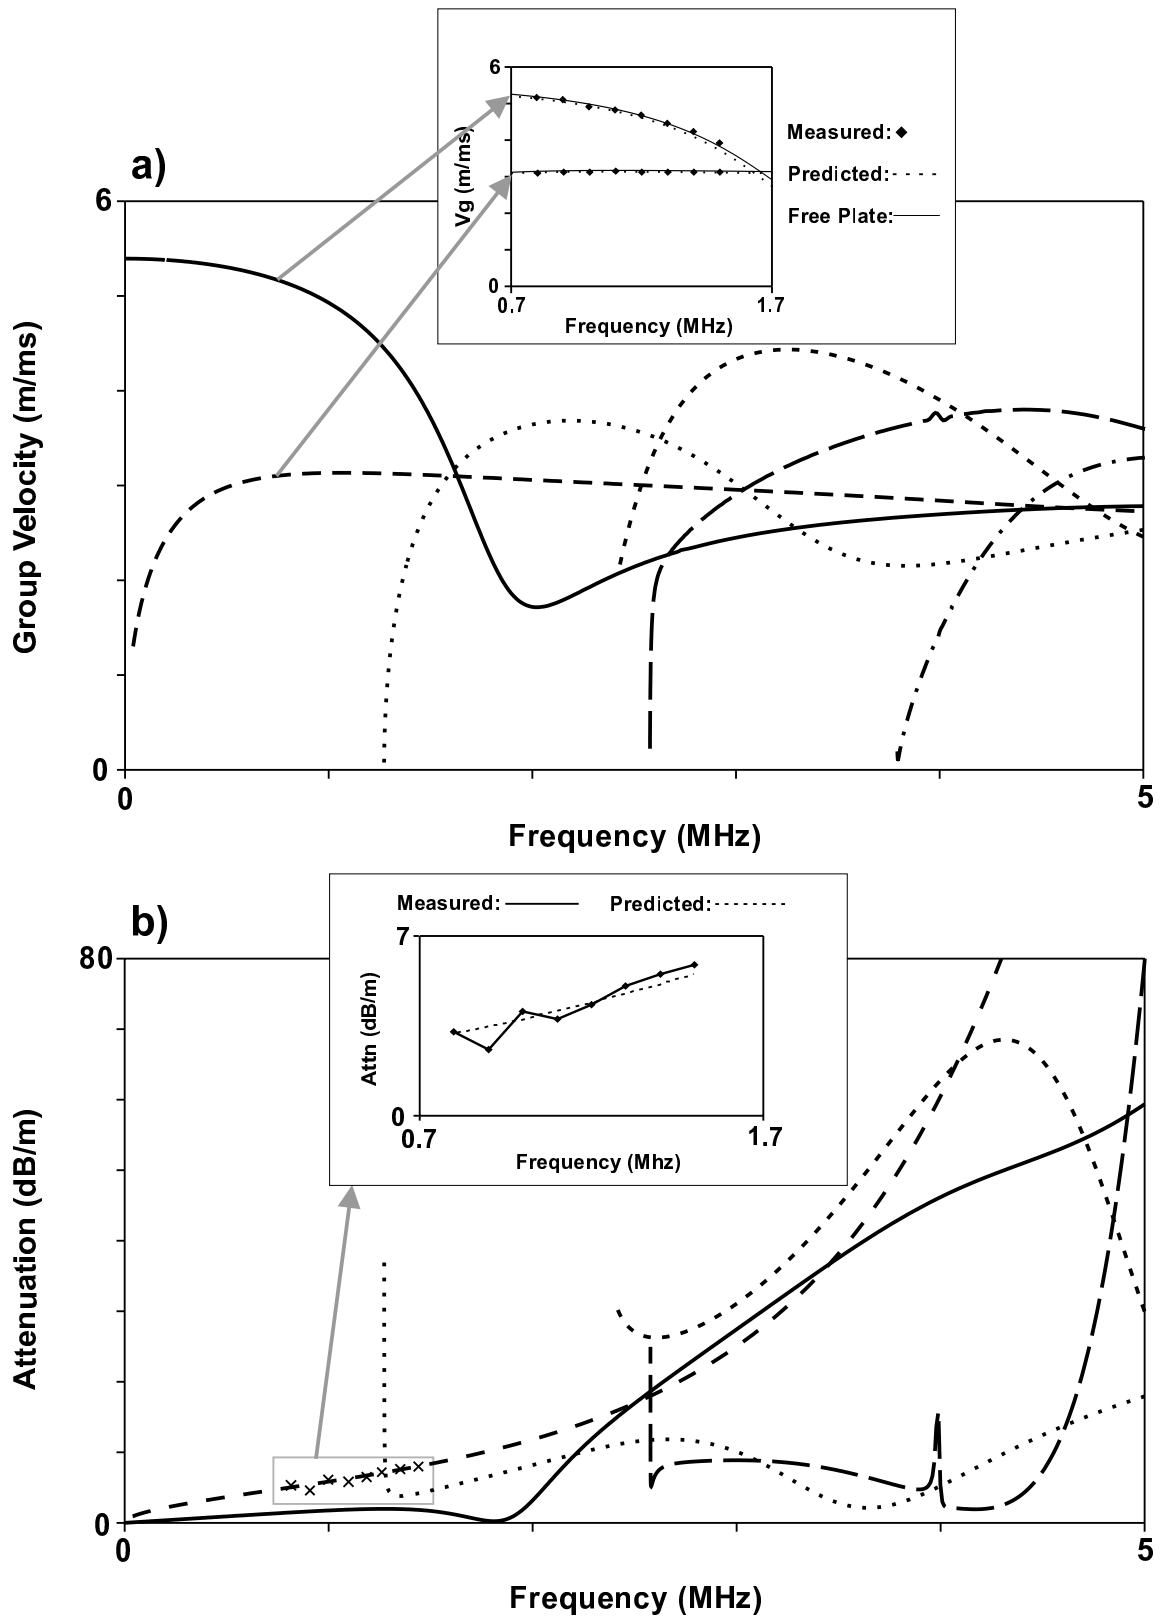 a)
6
Vg (m/ms)
0
0.7
1.7
Frequency (MHz)
Measured:
Predicted:
Free Plate:
6
Group Velocity (m/ms)
0
0
5
Frequency (MHz)
b)
Measured:
Predicted:
7
Attn (dB/m)
0
0.7
1.7
Frequency (Mhz)
80
Attenuation (dB/m)
0
0
5
Frequency (MHz)